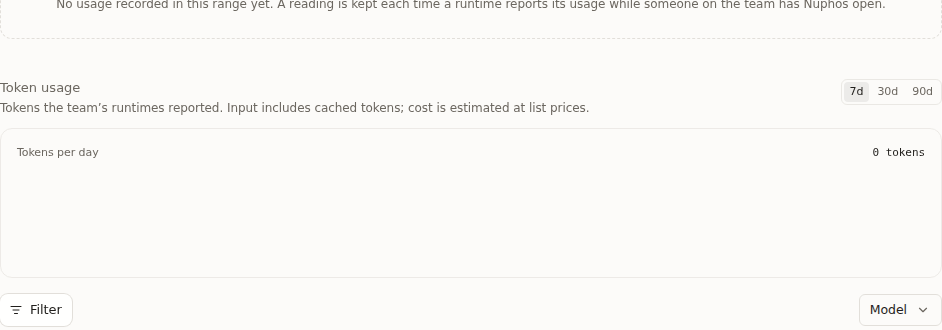 No usage recorded in this range yet. A reading is kept each time a runtime reports its usage while someone on the team has Nuphos open.
Token usage
Tokens the team’s runtimes reported. Input includes cached tokens; cost is estimated at list prices.
7d 30d 90d
Tokens per day 0 tokens
Filter Model